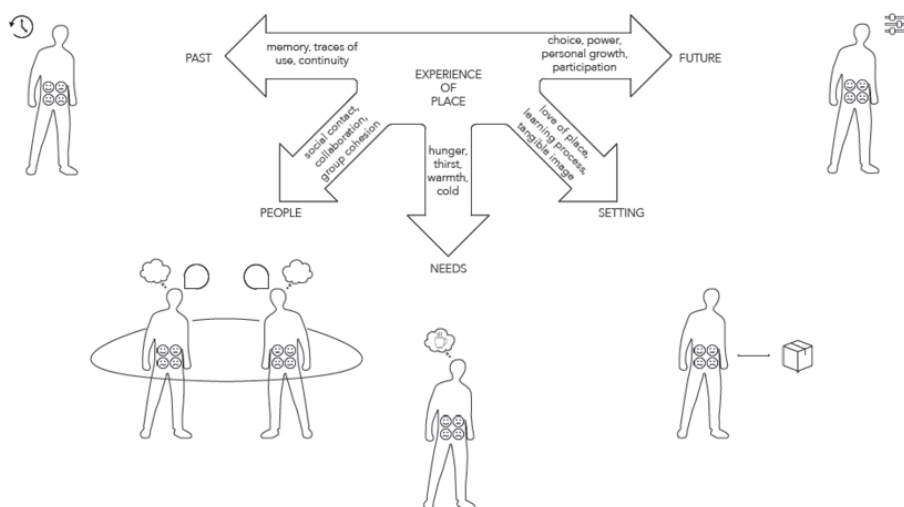 PAST
memory, traces of
use, continuity
EXPERIENCE
OF
PLACE
choice, power,
personal growth,
participation
FUTURE
social contact,
collaboration,
group cohesion
hunger,
thirst,
warmth,
cold
love of place,
learning process,
tangible image
PEOPLE
NEEDS
SETTING